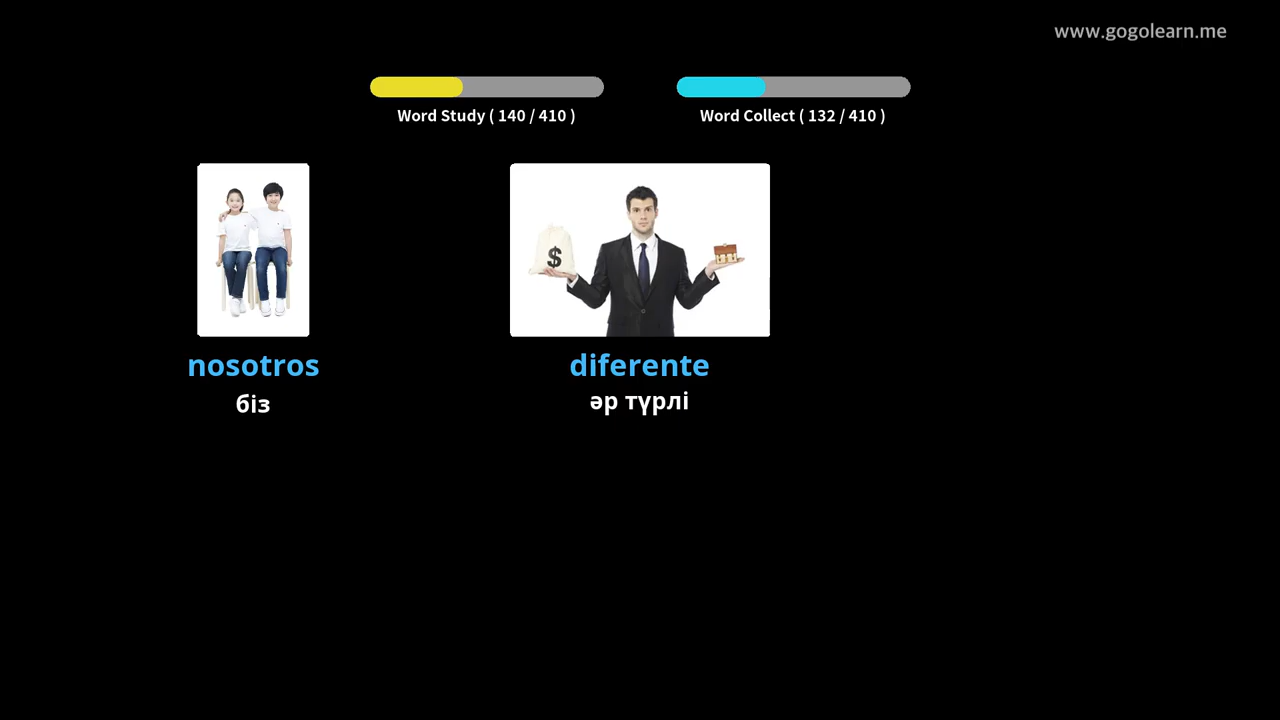 www.gogolearn.me
Word Study ( 140 / 410 )
Word Collect ( 132 / 410 )
$
nosotros
біз
diferente
әр түрлі